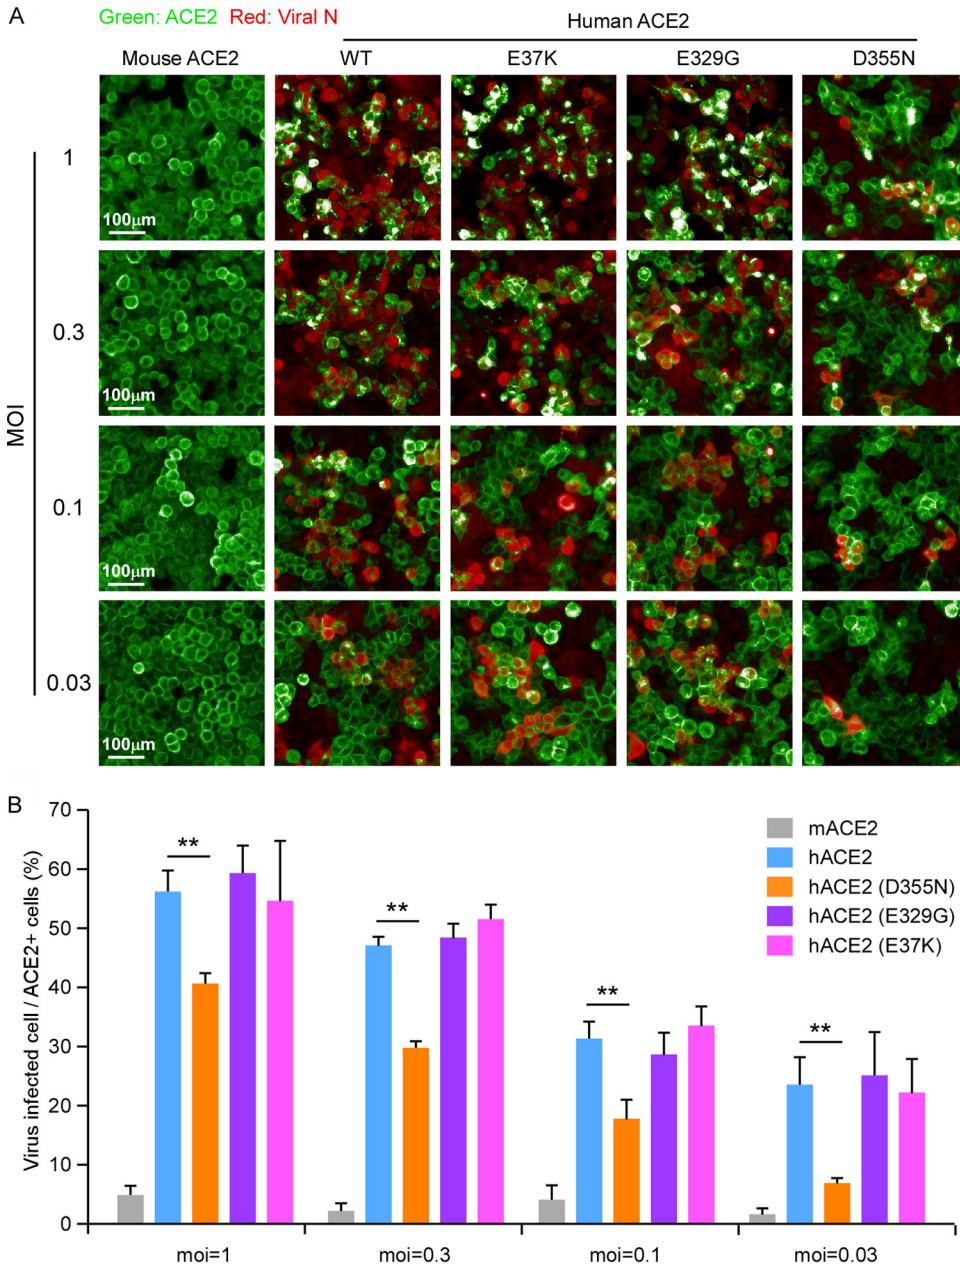 A
Green: ACE2 Red: Viral N
Human ACE2
Mouse ACE2 WT E37K E329G D355N
MOI
1
100μm
0.3
100μm
0.1
100μm
0.03
100μm
B
Virus infected cell / ACE2+ cells (%)
70
60
50
40
30
20
10
0
**
**
**
**
mACE2
hACE2
hACE2 (D355N)
hACE2 (E329G)
hACE2 (E37K)
moi=1 moi=0.3 moi=0.1 moi=0.03